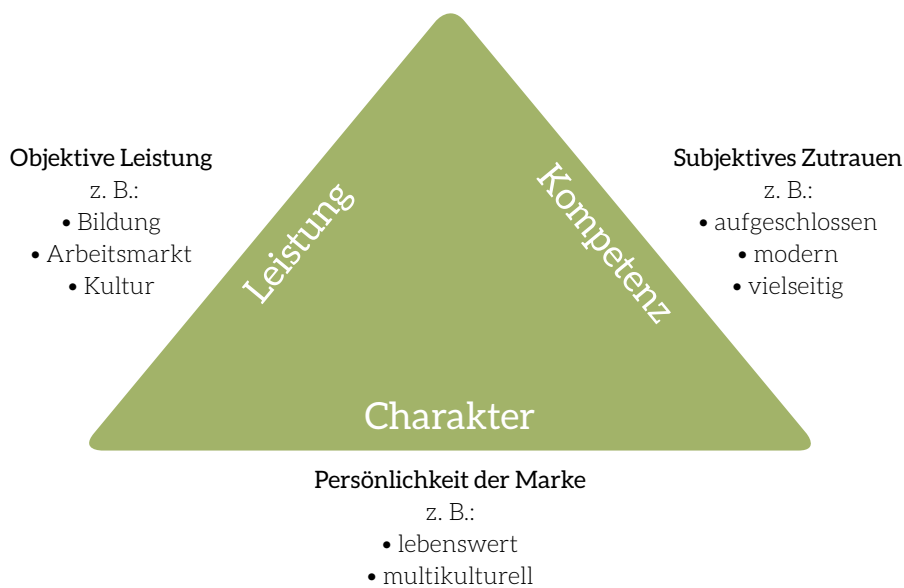 Objektive Leistung
z. B.:
• Bildung
• Arbeitsmarkt
• Kultur
Leistung
Kompetenz
Subjektives Zutrauen
z. B.:
• aufgeschlossen
• modern
• vielseitig
Charakter
Persönlichkeit der Marke
z. B.:
• lebenswert
• multikulturell